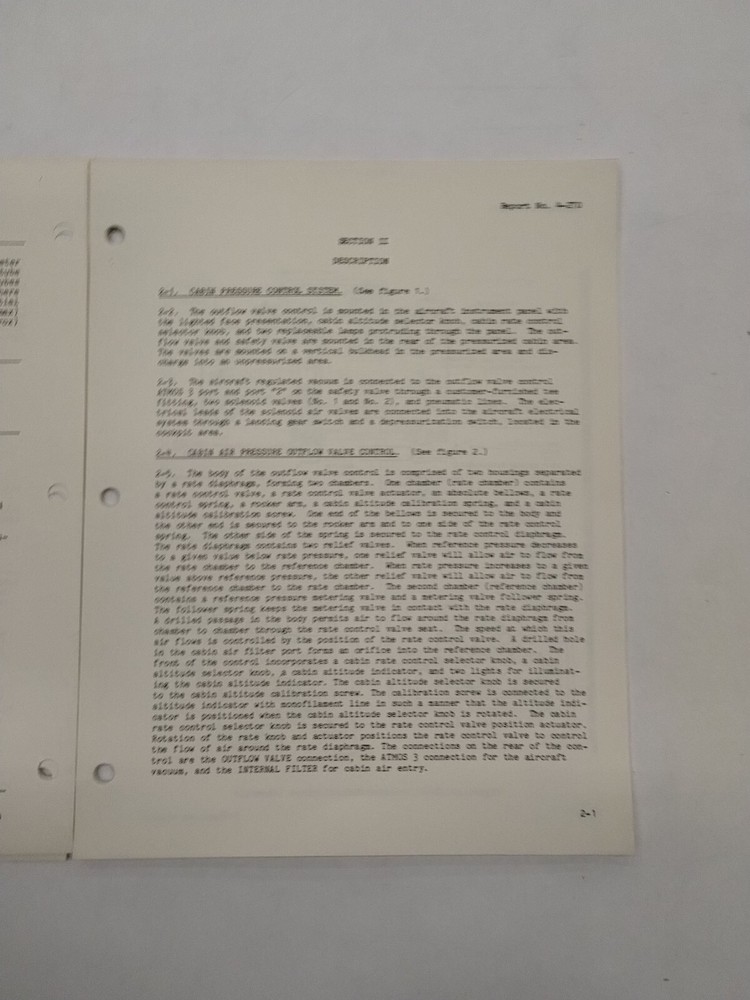 Report No.
SECTION II
DESCRIPTION
2-1. CABIN PRESSURE CONTROL SYSTEM. (See figure 1.)
2-2. The outflow valve control is mounted in the aircraft instrument panel with
the lighted face presentation, cabin altitude selector knob, cabin rate control
selector knob, and two replaceable lamps protruding through the panel. The out-
flow valve and safety valve are mounted in the rear of the pressurized cabin area.
The valves are mounted on a vertical bulkhead in the pressurized area and dis-
charge into an unpressurized area.
2-3. The aircraft regulated vacuum is connected to the outflow valve control
ATMOS 3 port and port "2" on the safety valve through a customer-furnished tee
fitting, two solenoid valves (No. 1 and No. 2), and pneumatic lines. The elec-
trical leads of the solenoid air valves are connected into the aircraft electrical
system through a landing gear switch and a depressurization switch, located in the
cockpit area.
2-4. CABIN AIR PRESSURE OUTFLOW VALVE CONTROL. (See figure 2.)
2-5. The body of the outflow valve control is comprised of two housings separated
by a rate diaphragm, forming two chambers. One chamber (rate chamber) contains
a rate control valve, a rate control valve actuator, an absolute bellows, a rate
control spring, a rocker arm, a cabin altitude calibration spring, and a cabin
altitude calibration screw. One end of the bellows is secured to the body and
the other end is secured to the rocker arm and to one side of the rate control
spring. The other side of the spring is secured to the rate control diaphragm.
The rate diaphragm contains two relief valves. When reference pressure decreases
to a given value below rate pressure, one relief valve will allow air to flow from
the rate chamber to the reference chamber. When rate pressure increases to a given
value above reference pressure, the other relief valve will allow air to flow from
the reference chamber to the rate chamber. The second chamber (reference chamber)
contains a reference pressure metering valve and a metering valve follower spring.
The follower spring keeps the metering valve in contact with the rate diaphragm.
A drilled passage in the body permits air to flow around the rate diaphragm from
chamber to chamber through the rate control valve seat. The speed at which this
air flows is controlled by the position of the rate control valve. A drilled hole
in the cabin air filter port forms an orifice into the reference chamber. The
front of the control incorporates a cabin rate control selector knob, a cabin
altitude selector knob, a cabin altitude indicator, and two lights for illuminat-
ing the cabin altitude indicator. The cabin altitude selector knob is secured
to the cabin altitude calibration screw. The calibration screw is connected to the
altitude indicator with monofilament line in such a manner that the altitude indi-
cator is positioned when the cabin altitude selector knob is rotated. The cabin
rate control selector knob is secured to the rate control valve position actuator.
Rotation of the rate knob and actuator positions the rate control valve to control
the flow of air around the rate diaphragm. The connections on the rear of the con-
trol are the OUTFLOW VALVE connection, the ATMOS 3 connection for the aircraft
vacuum, and the INTERNAL FILTER for cabin air entry.
2-1